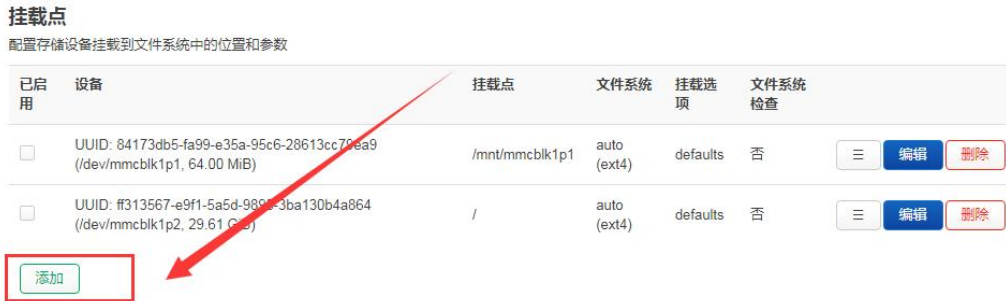 挂载点
配置存储设备挂载到文件系统中的位置和参数
已启用 设备 挂载点 文件系统 挂载选项 文件系统检查
UUID: 84173db5-fa99-e35a-95c6-28613cc79ea9
(/dev/mmcblk1p1, 64.00 MiB)
/mnt/mmcblk1p1
auto
(ext4)
defaults 否 ☰ 编辑 删除
UUID: ff313567-e9f1-5a5d-9895-3ba130b4a864
(/dev/mmcblk1p2, 29.61 GiB)
/
auto
(ext4)
defaults 否 ☰ 编辑 删除
添加